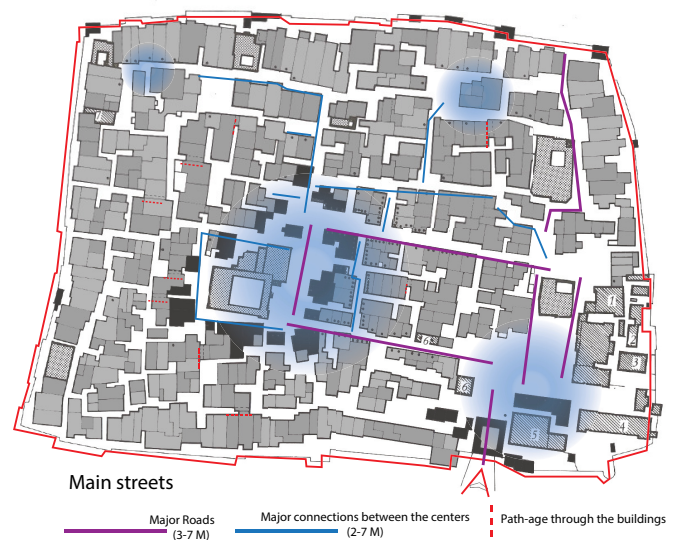 1
2
3
6
6
4
5
Main streets
Major Roads
(3-7 M)
Major connections between the centers
(2-7 M)
Path-age through the buildings